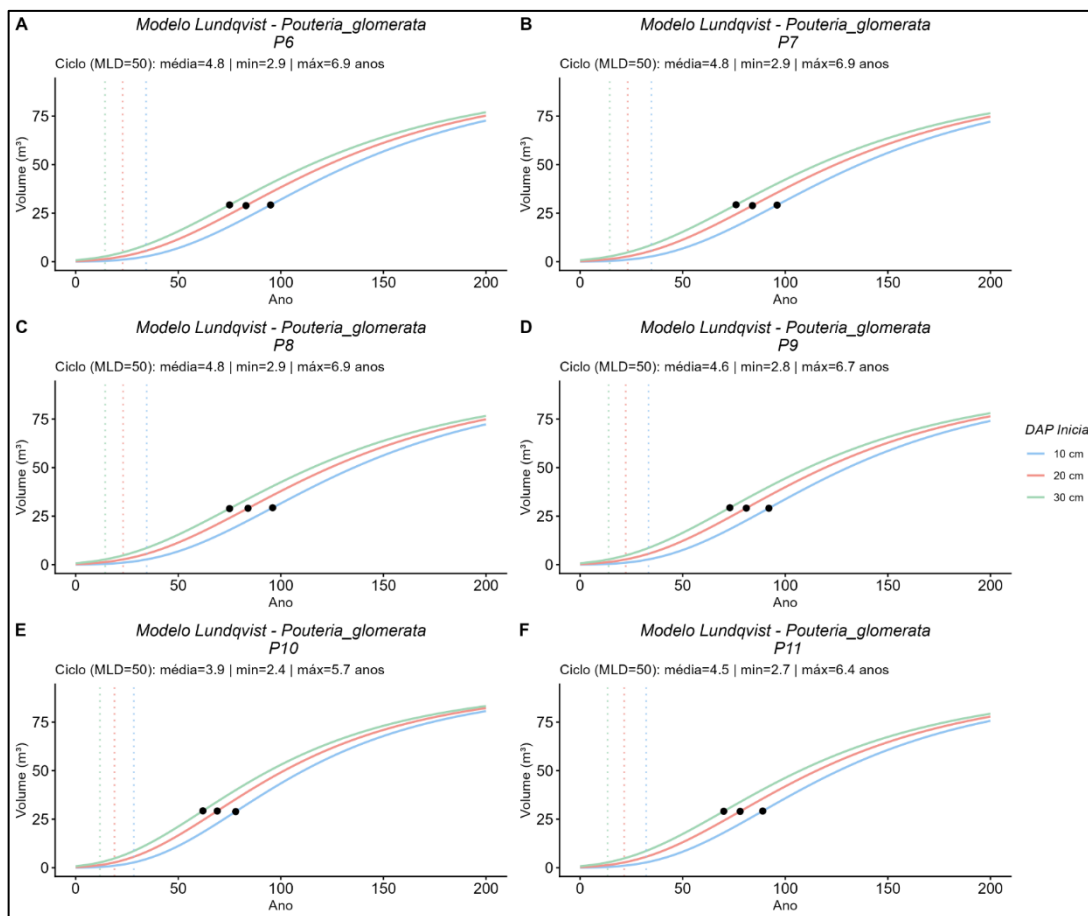 A
Modelo Lundqvist - Pouteria_glomerata
P6
Ciclo (MLD=50): média=4.8 | min=2.9 | máx=6.9 anos
Volume (m³)
75
50
25
0
0 50 100 150 200
Ano
B
Modelo Lundqvist - Pouteria_glomerata
P7
Ciclo (MLD=50): média=4.8 | min=2.9 | máx=6.9 anos
Volume (m³)
75
50
25
0
0 50 100 150 200
Ano
C
Modelo Lundqvist - Pouteria_glomerata
P8
Ciclo (MLD=50): média=4.8 | min=2.9 | máx=6.9 anos
Volume (m³)
75
50
25
0
0 50 100 150 200
Ano
D
Modelo Lundqvist - Pouteria_glomerata
P9
Ciclo (MLD=50): média=4.6 | min=2.8 | máx=6.7 anos
Volume (m³)
75
50
25
0
0 50 100 150 200
Ano
DAP Inicia
10 cm
20 cm
30 cm
E
Modelo Lundqvist - Pouteria_glomerata
P10
Ciclo (MLD=50): média=3.9 | min=2.4 | máx=5.7 anos
Volume (m³)
75
50
25
0
0 50 100 150 200
Ano
F
Modelo Lundqvist - Pouteria_glomerata
P11
Ciclo (MLD=50): média=4.5 | min=2.7 | máx=6.4 anos
Volume (m³)
75
50
25
0
0 50 100 150 200
Ano